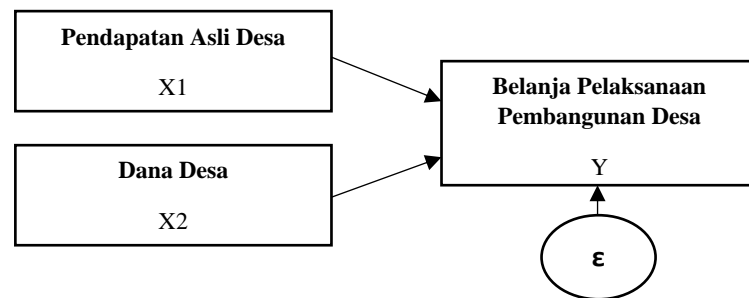 Pendapatan Asli Desa
X1
Dana Desa
X2
Belanja Pelaksanaan
Pembangunan Desa
Y
ε